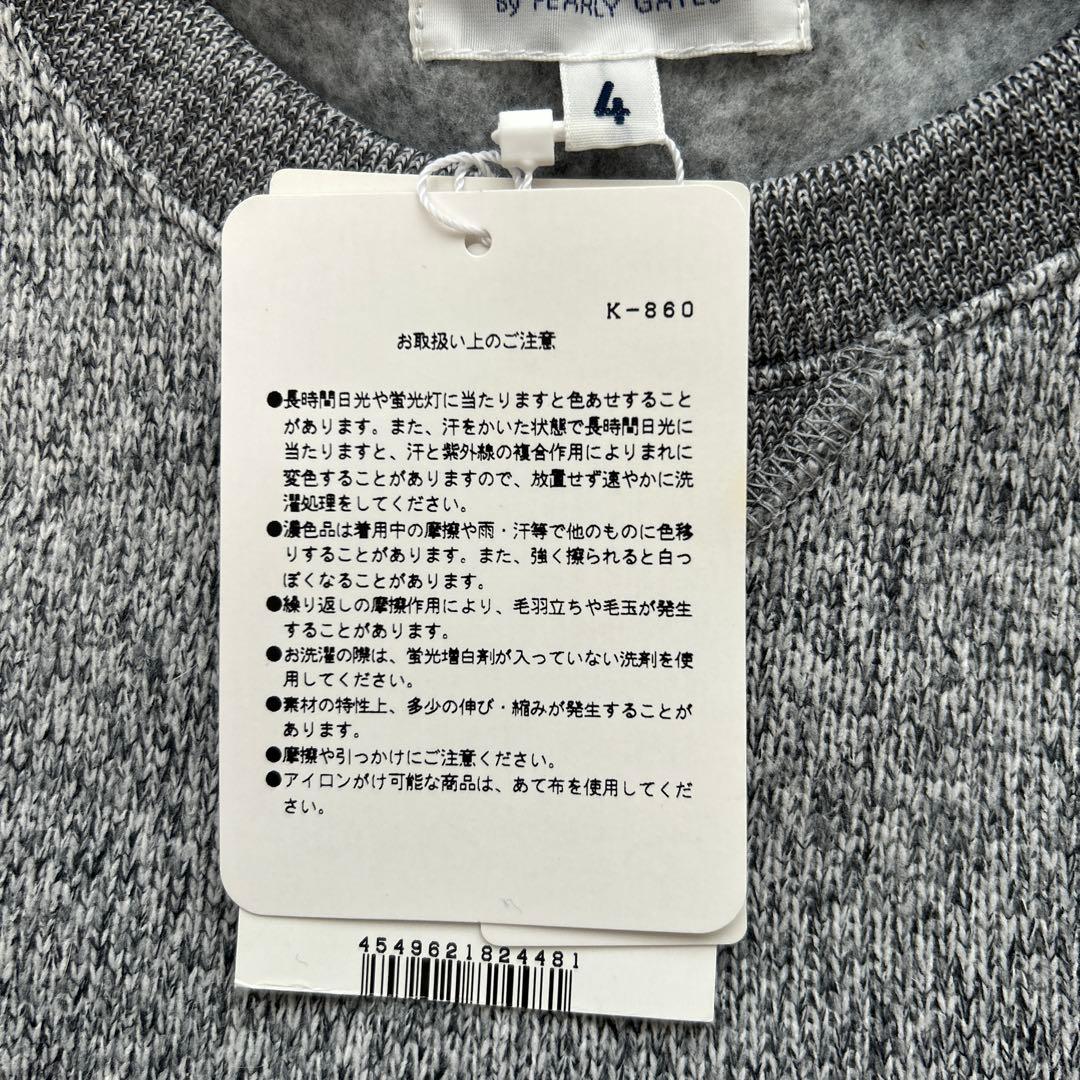 By PEARLY GATES
4
K-860
お取扱い上のご注意
●長時間日光や蛍光灯に当たりますと色あせすること
があります。また、汗をかいた状態で長時間日光に
当たりますと、汗と紫外線の複合作用によりまれに
変色することがありますので、放置せず速やかに洗
濯処理をしてください。
●濃色品は着用中の摩擦や雨・汗等で他のものに色移
りすることがあります。また、強く擦られると白っ
ぽくなることがあります。
●繰り返しの摩擦作用により、毛羽立ちや毛玉が発生
することがあります。
●お洗濯の際は、蛍光増白剤が入っていない洗剤を使
用してください。
●素材の特性上、多少の伸び・縮みが発生することが
あります。
●摩擦や引っかけにご注意ください。
●アイロンがけ可能な商品は、あて布を使用してくだ
さい。
4549621824481